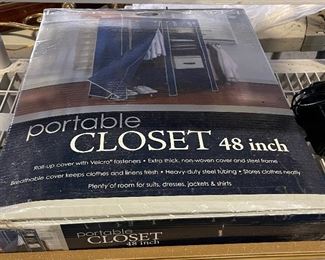 portable
CLOSET 48 inch
Roll-up cover with Velcro® fasteners • Extra thick, non-woven cover and steel frame
Breathable cover keeps clothes and linens fresh • Heavy-duty steel tubing • Stores clothes neatly
Plenty of room for suits, dresses, jackets & shirts
portable
CLOSET
48 inch